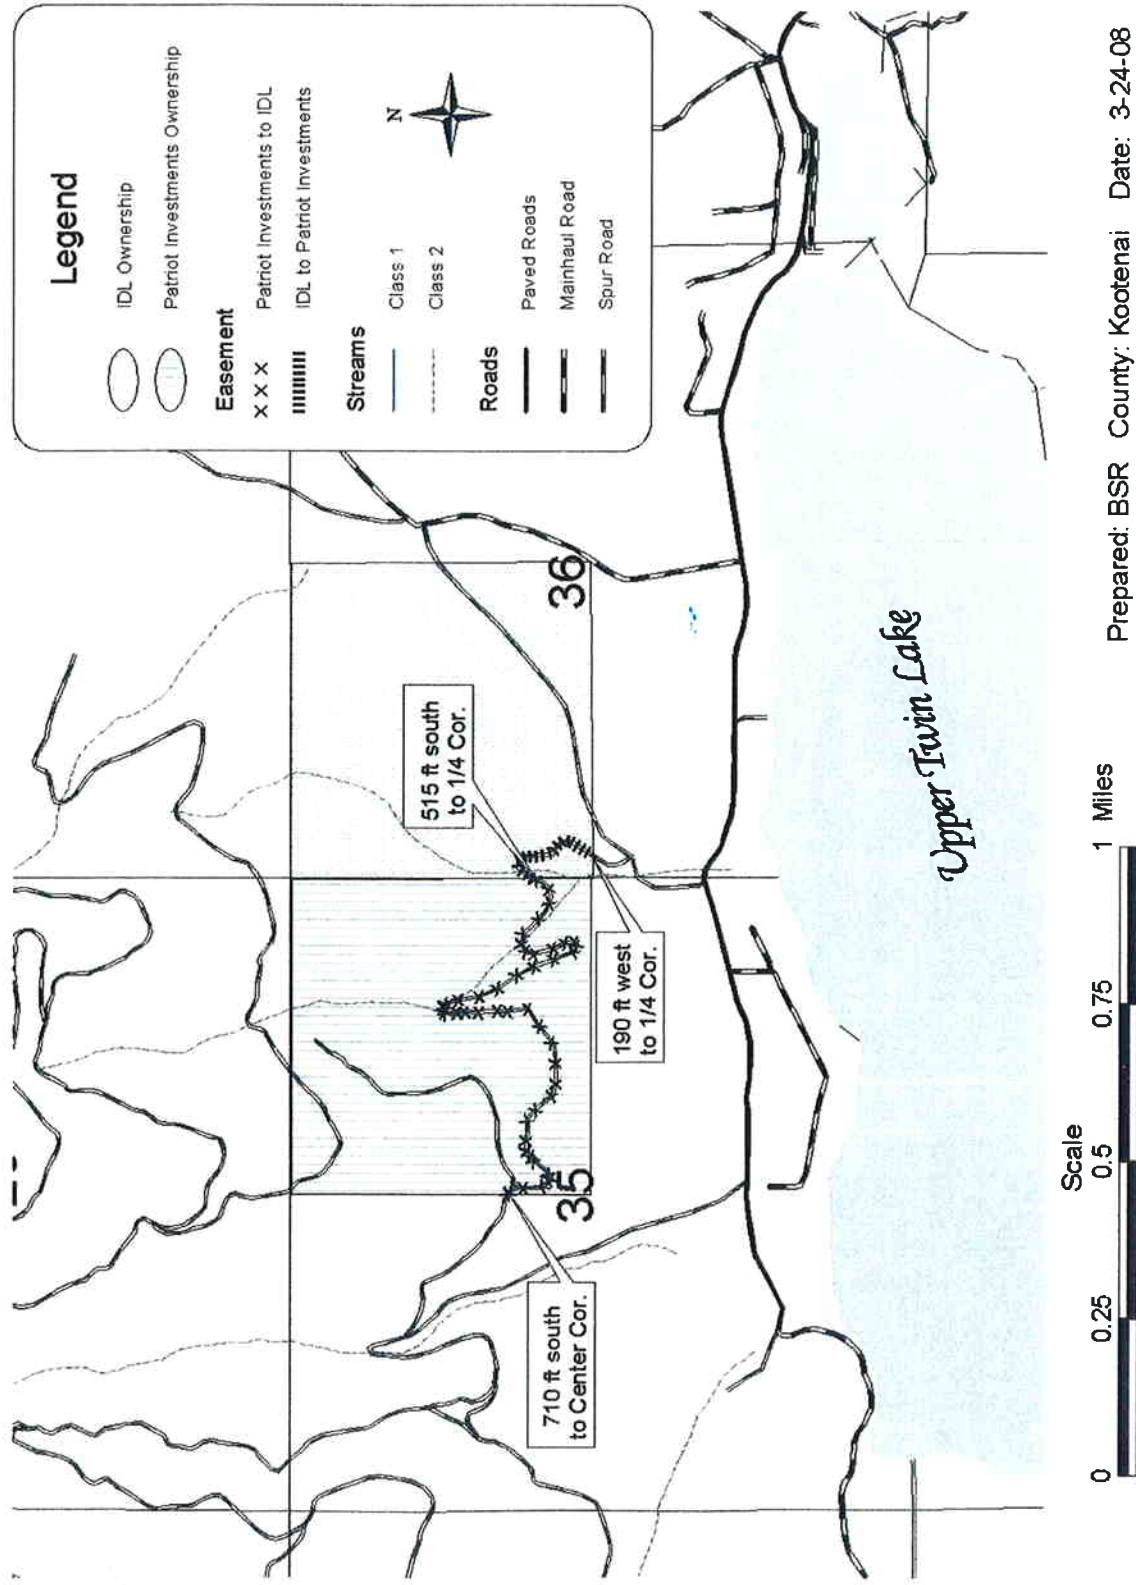 Legend
IDL Ownership
Patriot Investments Ownership
Easement
x x x Patriot Investments to IDL
IDL to Patriot Investments
Streams
Class 1
Class 2
Roads
Paved Roads
Mainhaul Road
Spur Road
N
515 ft south
to 1/4 Cor.
36
190 ft west
to 1/4 Cor.
35
710 ft south
to Center Cor.
Upper Twin Lake
Scale
0 0.25 0.5 0.75 1 Miles
Prepared: BSR County: Kootenai Date: 3-24-08